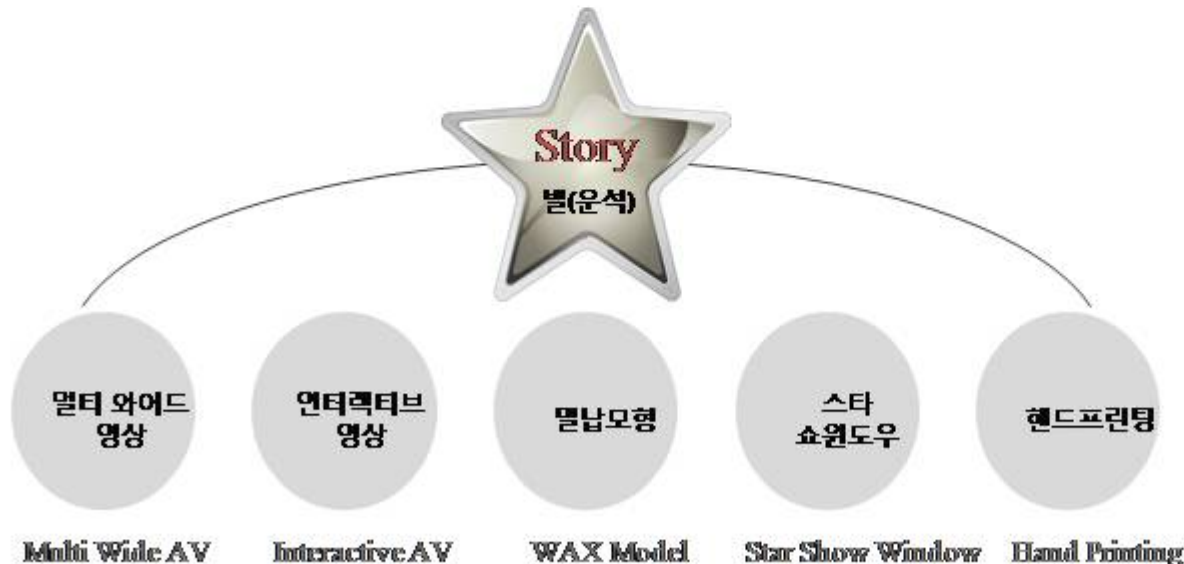 Story
별(운석)
멀티 와이드
영상
인터랙티브
영상
밀납모형
스타
쇼윈도우
핸드프린팅
Multi Wide AV
Interactive AV
WAX Model
Star Show Window
Hand Printing